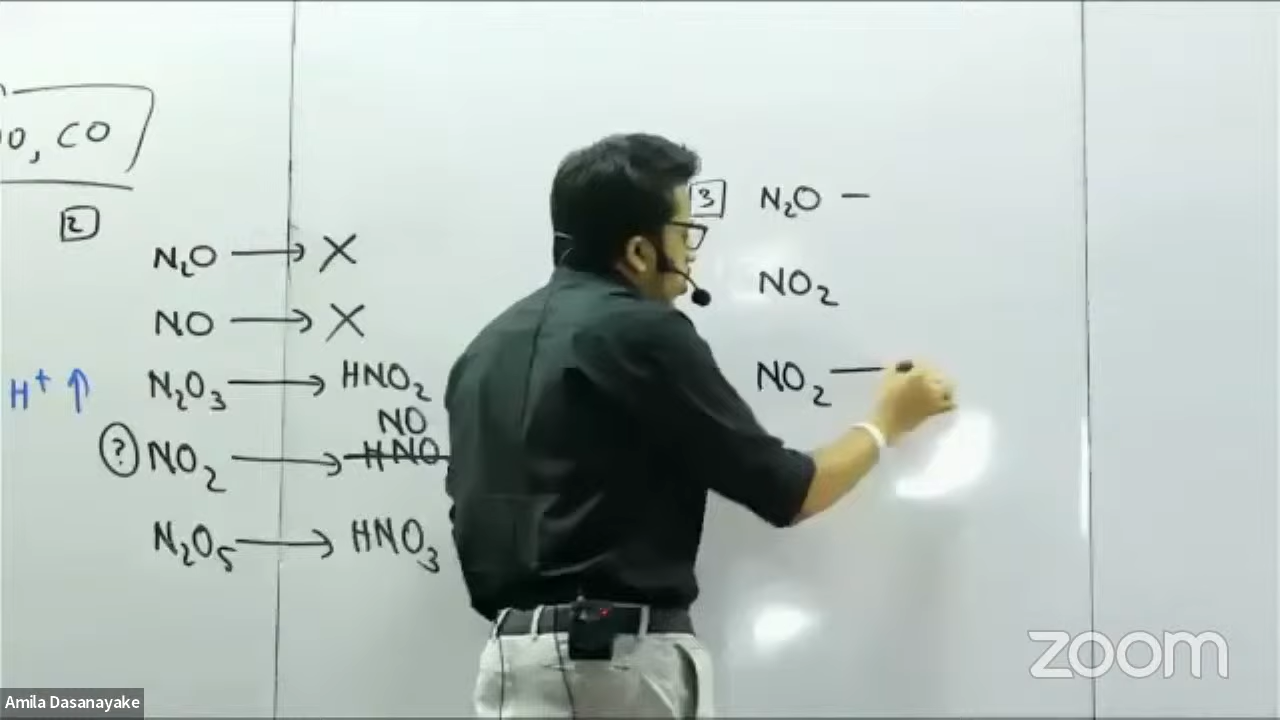 O, CO
2
N₂O → X
NO → X
H⁺ ↑ N₂O₃ → HNO₂
NO
? NO₂ → HNO
N₂O₅ → HNO₃
3 N₂O —
NO₂
NO₂ —
zoom
Amila Dasanayake